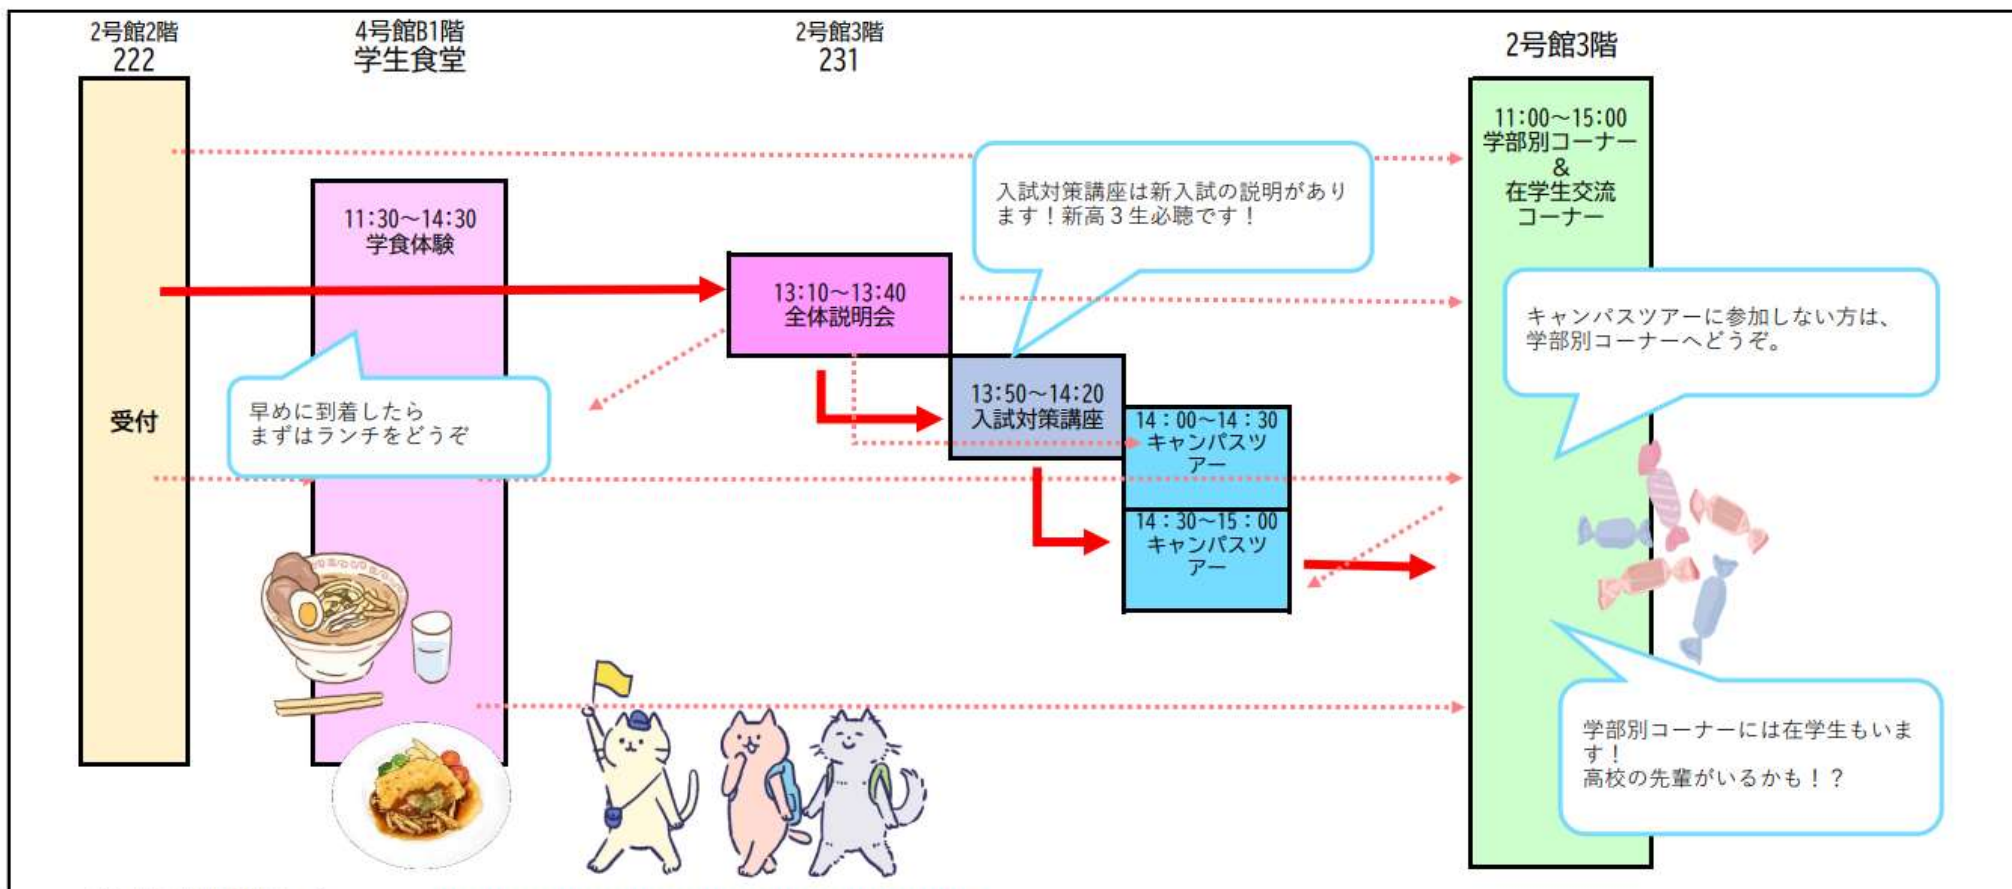 2号館2階
222
4号館B1階
学生食堂
2号館3階
231
2号館3階
11:00～15:00
学部別コーナー
&
在学生交流
コーナー
入試対策講座は新入試の説明があり
ます！新高３生必聴です！
11:30～14:30
学食体験
13:10～13:40
全体説明会
キャンパスツアーに参加しない方は、
学部別コーナーへどうぞ。
早めに到着したら
まずはランチをどうぞ
受付
13:50～14:20
入試対策講座
14：00～14：30
キャンパスツ
アー
14：30～15：00
キャンパスツ
アー
学部別コーナーには在学生もいま
す！
高校の先輩がいるかも！？